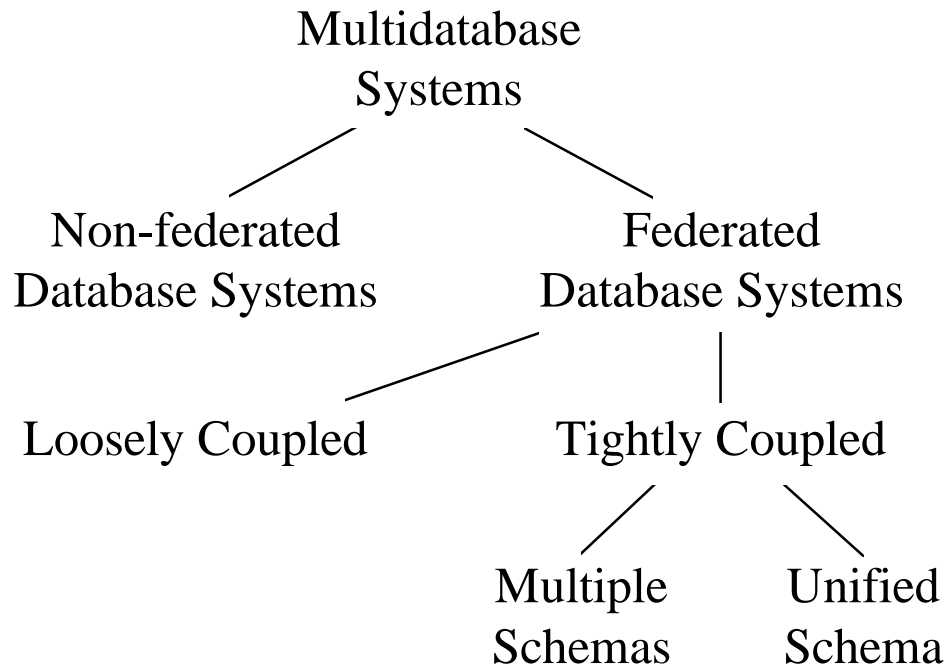 Multidatabase
Systems
Non-federated
Database Systems
Federated
Database Systems
Loosely Coupled
Tightly Coupled
Multiple
Schemas
Unified
Schema